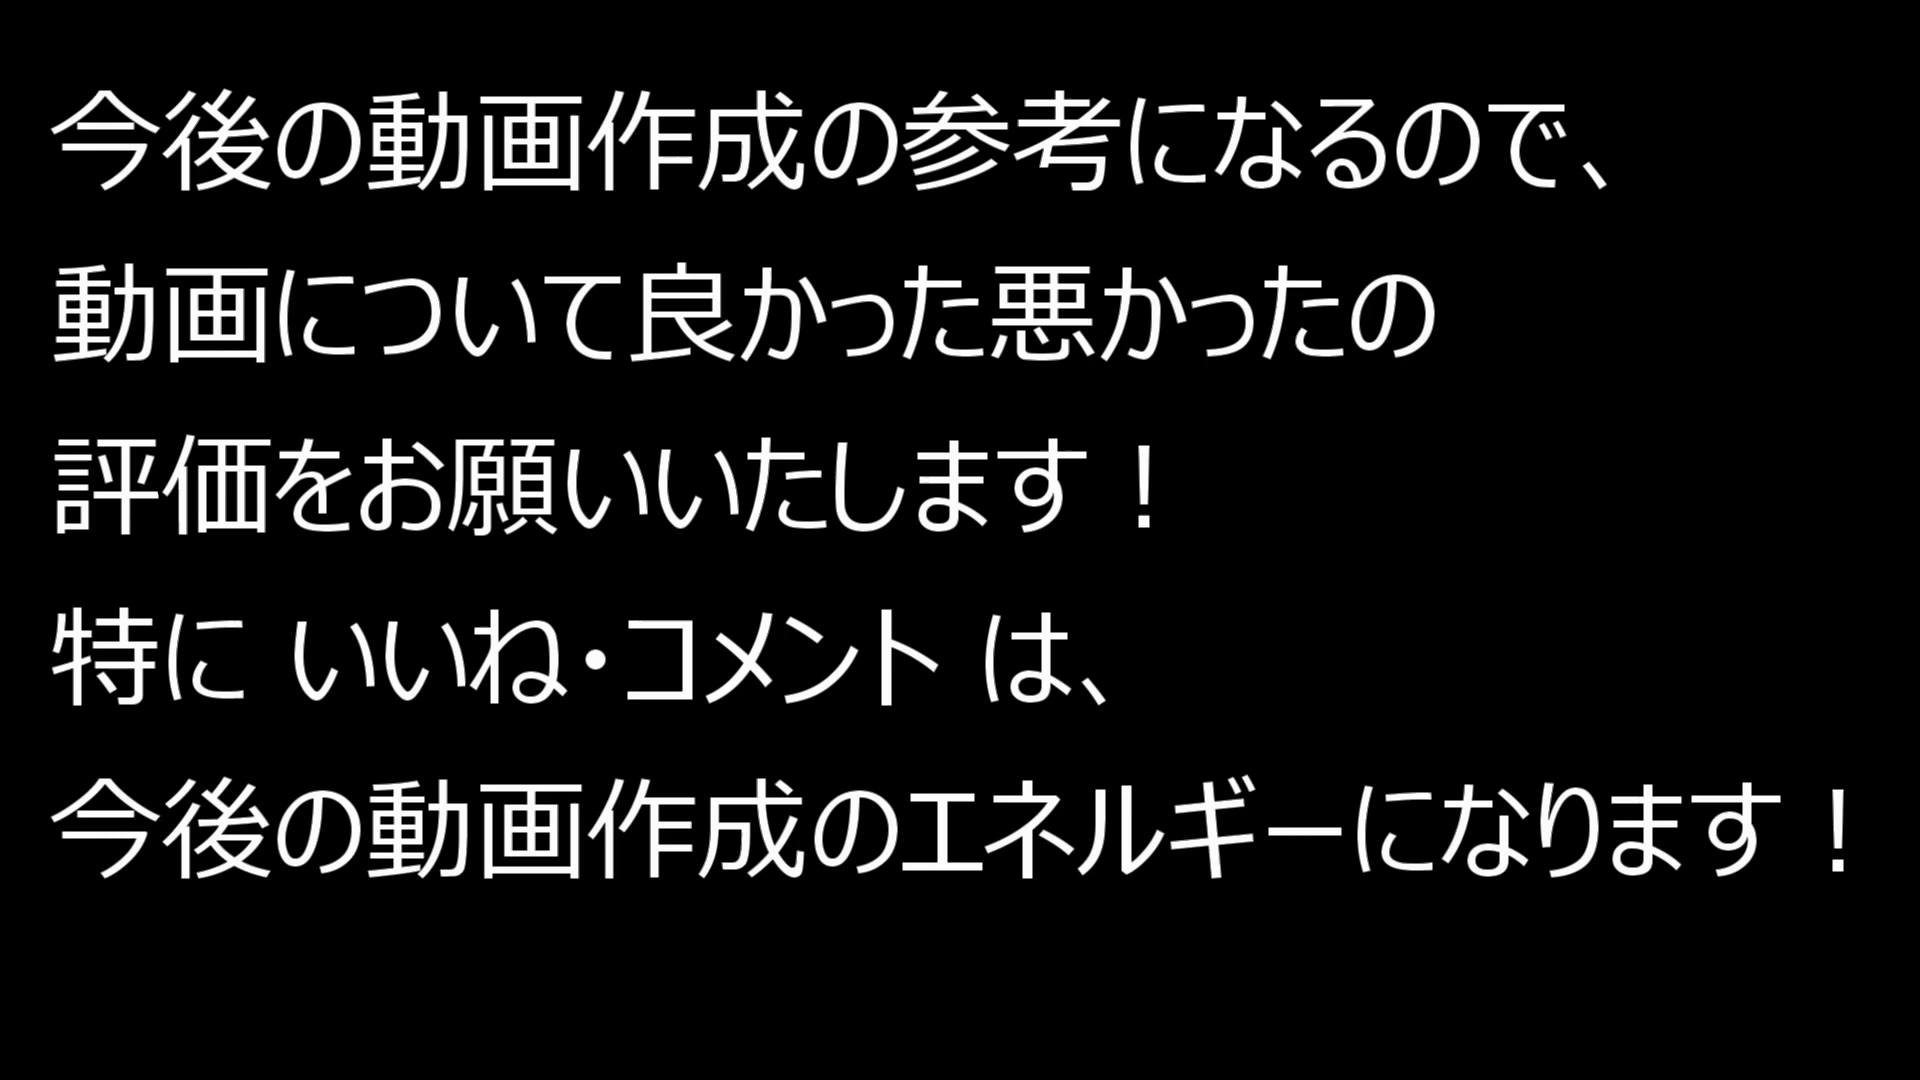 今後の動画作成の参考になるので、
動画について良かった悪かったの
評価をお願いいたします！
特に いいね・コメント は、
今後の動画作成のエネルギーになります！